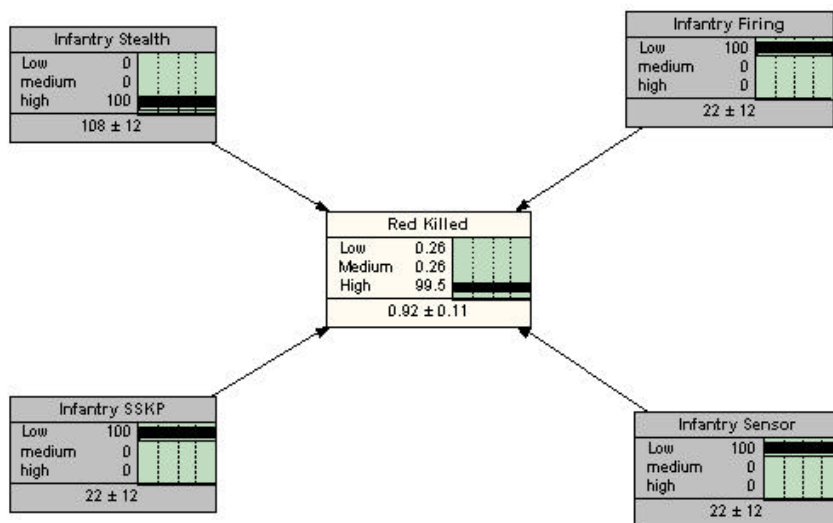 Infantry Stealth
Low 0
medium 0
high 100
108 ± 12
Infantry Firing
Low 100
medium 0
high 0
22 ± 12
Red Killed
Low 0.26
Medium 0.26
High 99.5
0.92 ± 0.11
Infantry SSKP
Low 100
medium 0
high 0
22 ± 12
Infantry Sensor
Low 100
medium 0
high 0
22 ± 12